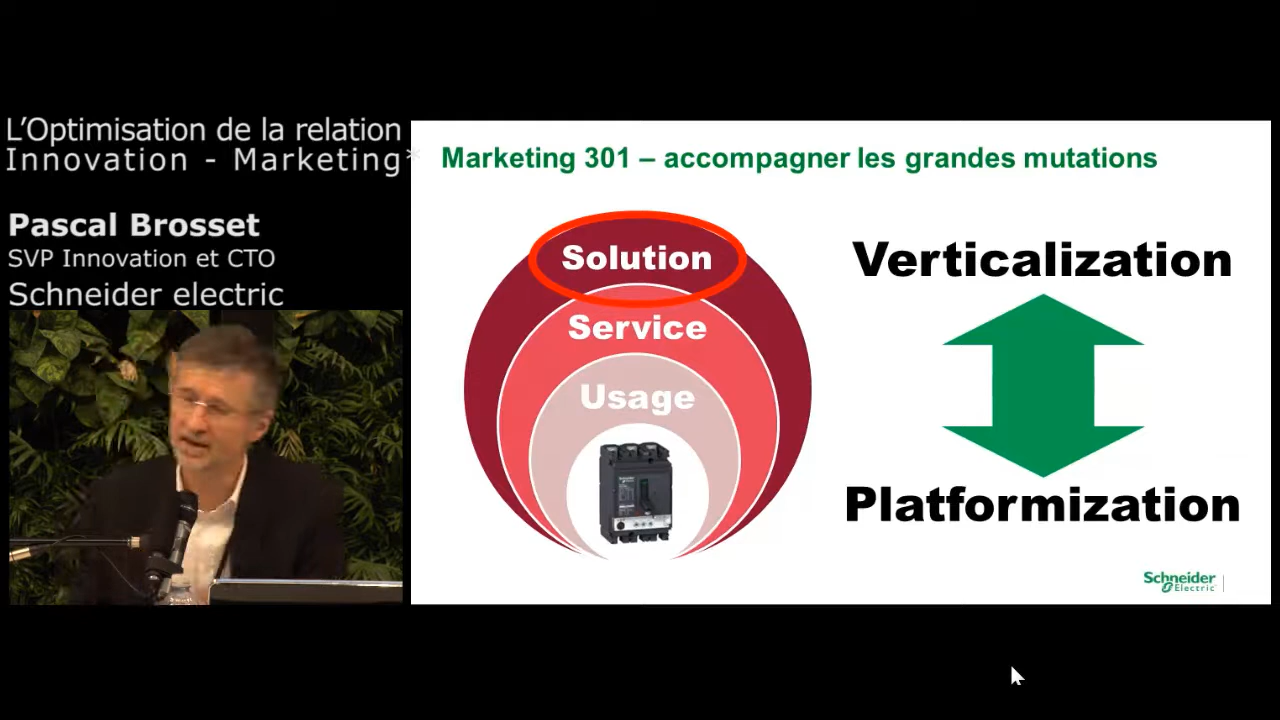 L’Optimisation de la relation
Innovation - Marketing*
Pascal Brosset
SVP Innovation et CTO
Schneider electric
Marketing 301 – accompagner les grandes mutations
Solution
Service
Usage
Verticalization
Platformization
Schneider
Electric